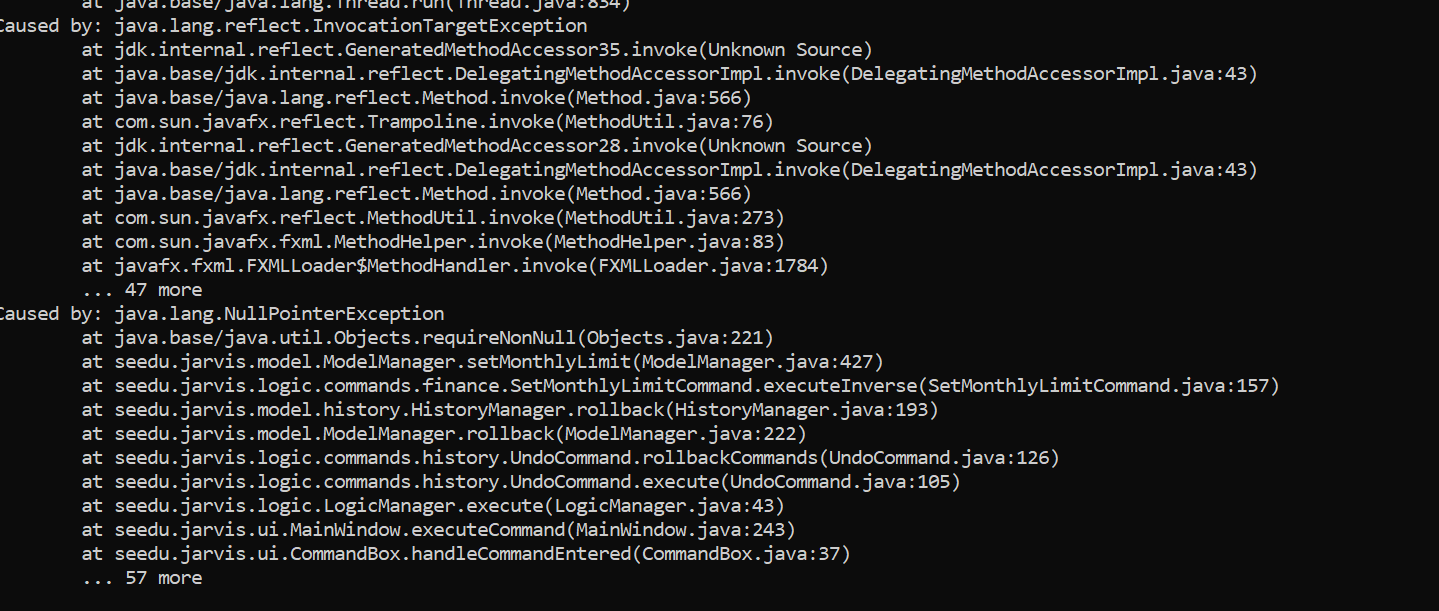 at java.base/java.lang.Thread.run(Thread.java:834)
Caused by: java.lang.reflect.InvocationTargetException
at jdk.internal.reflect.GeneratedMethodAccessor35.invoke(Unknown Source)
at java.base/jdk.internal.reflect.DelegatingMethodAccessorImpl.invoke(DelegatingMethodAccessorImpl.java:43)
at java.base/java.lang.reflect.Method.invoke(Method.java:566)
at com.sun.javafx.reflect.Trampoline.invoke(MethodUtil.java:76)
at jdk.internal.reflect.GeneratedMethodAccessor28.invoke(Unknown Source)
at java.base/jdk.internal.reflect.DelegatingMethodAccessorImpl.invoke(DelegatingMethodAccessorImpl.java:43)
at java.base/java.lang.reflect.Method.invoke(Method.java:566)
at com.sun.javafx.reflect.MethodUtil.invoke(MethodUtil.java:273)
at com.sun.javafx.fxml.MethodHelper.invoke(MethodHelper.java:83)
at javafx.fxml.FXMLLoader$MethodHandler.invoke(FXMLLoader.java:1784)
... 47 more
Caused by: java.lang.NullPointerException
at java.base/java.util.Objects.requireNonNull(Objects.java:221)
at seedu.jarvis.model.ModelManager.setMonthlyLimit(ModelManager.java:427)
at seedu.jarvis.logic.commands.finance.SetMonthlyLimitCommand.executeInverse(SetMonthlyLimitCommand.java:157)
at seedu.jarvis.model.history.HistoryManager.rollback(HistoryManager.java:193)
at seedu.jarvis.model.ModelManager.rollback(ModelManager.java:222)
at seedu.jarvis.logic.commands.history.UndoCommand.rollbackCommands(UndoCommand.java:126)
at seedu.jarvis.logic.commands.history.UndoCommand.execute(UndoCommand.java:105)
at seedu.jarvis.logic.LogicManager.execute(LogicManager.java:43)
at seedu.jarvis.ui.MainWindow.executeCommand(MainWindow.java:243)
at seedu.jarvis.ui.CommandBox.handleCommandEntered(CommandBox.java:37)
... 57 more